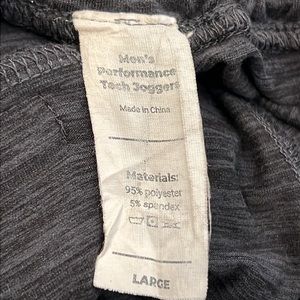 Men's
Performance
Tech Joggers
Made in China
Materials:
95% polyester
5% spandex
LARGE